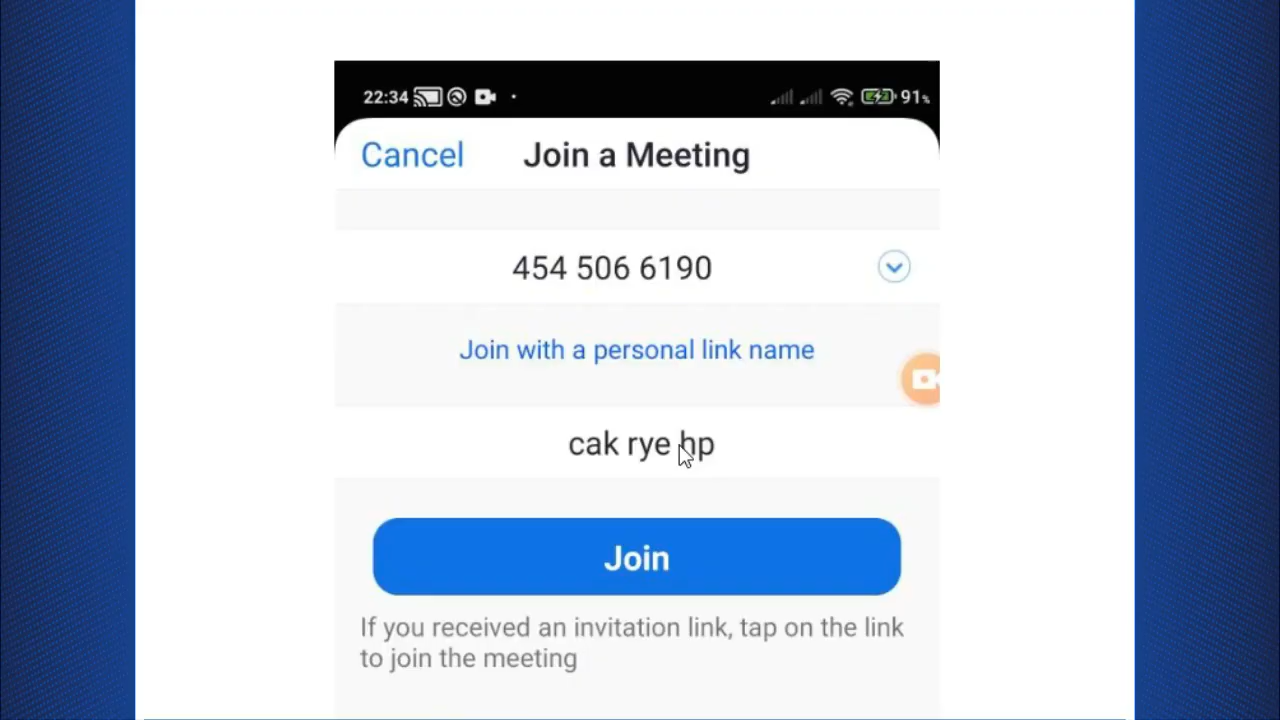 22:34 91%
Cancel Join a Meeting
454 506 6190
Join with a personal link name
cak rye hp
Join
If you received an invitation link, tap on the link
to join the meeting